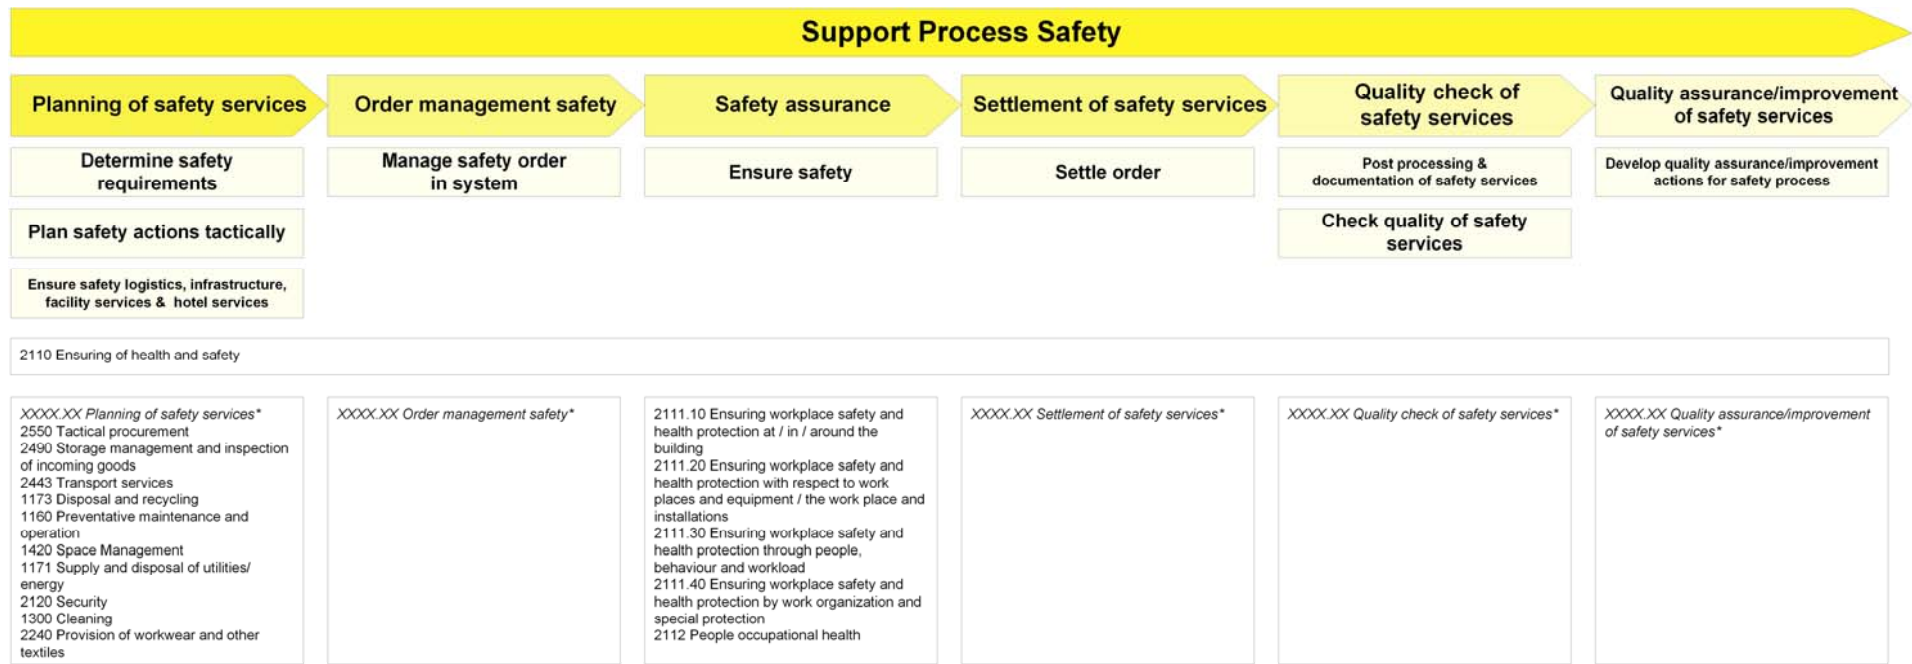 Support Process Safety
Planning of safety services
Order management safety
Safety assurance
Settlement of safety services
Quality check of
safety services
Quality assurance/improvement
of safety services
Determine safety
requirements
Manage safety order
in system
Ensure safety
Settle order
Post processing &
documentation of safety services
Develop quality assurance/improvement
actions for safety process
Plan safety actions tactically
Check quality of safety
services
Ensure safety logistics, infrastructure,
facility services & hotel services
2110 Ensuring of health and safety
XXXX.XX Planning of safety services*
2550 Tactical procurement
2490 Storage management and inspection
of incoming goods
2443 Transport services
1173 Disposal and recycling
1160 Preventative maintenance and
operation
1420 Space Management
1171 Supply and disposal of utilities/
energy
2120 Security
1300 Cleaning
2240 Provision of workwear and other
textiles
XXXX.XX Order management safety*
2111.10 Ensuring workplace safety and
health protection at / in / around the
building
2111.20 Ensuring workplace safety and
health protection with respect to work
places and equipment / the work place and
installations
2111.30 Ensuring workplace safety and
health protection through people,
behaviour and workload
2111.40 Ensuring workplace safety and
health protection by work organization and
special protection
2112 People occupational health
XXXX.XX Settlement of safety services*
XXXX.XX Quality check of safety services*
XXXX.XX Quality assurance/improvement
of safety services*